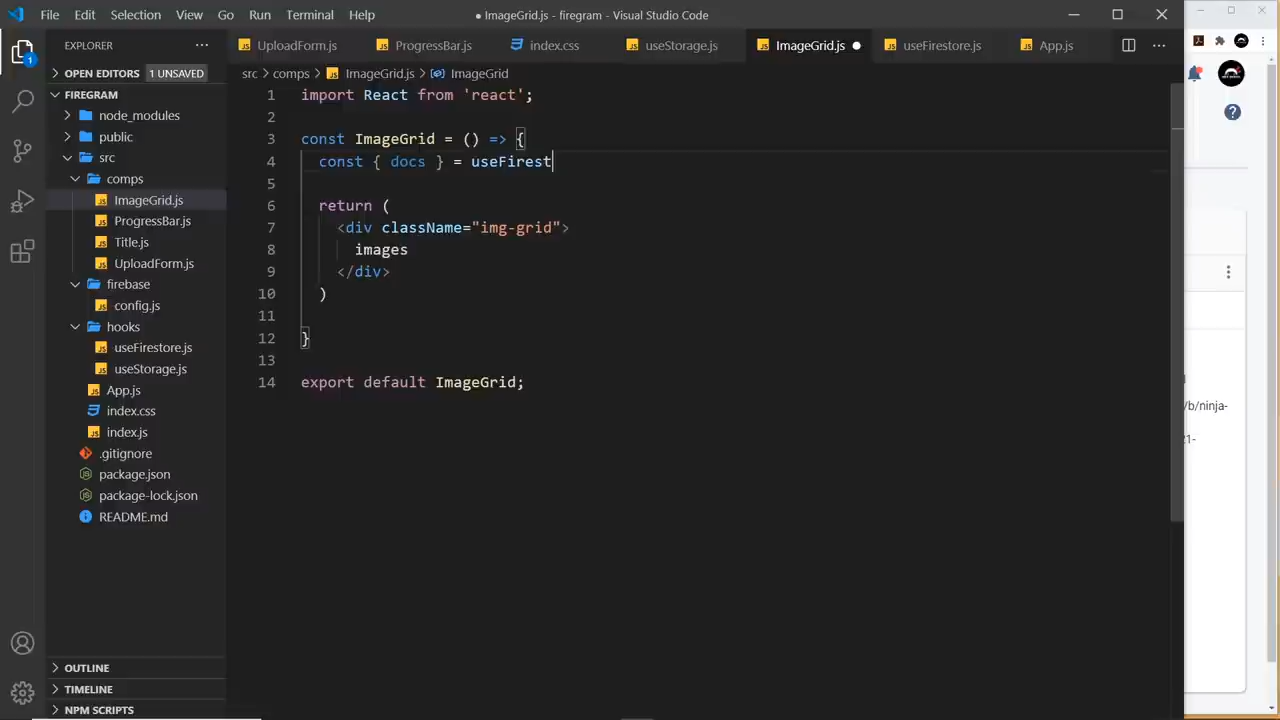 File Edit Selection View Go Run Terminal Help
● ImageGrid.js - firegram - Visual Studio Code
EXPLORER
UploadForm.js ProgressBar.js index.css useStorage.js ImageGrid.js useFirestore.js App.js
OPEN EDITORS 1 UNSAVED
src > comps > ImageGrid.js > ImageGrid
1
FIREGRAM
node_modules
public
src
comps
ImageGrid.js
ProgressBar.js
Title.js
UploadForm.js
firebase
config.js
hooks
useFirestore.js
useStorage.js
App.js
index.css
index.js
.gitignore
package.json
package-lock.json
README.md
OUTLINE
TIMELINE
NPM SCRIPTS
1 import React from 'react';
2
3 const ImageGrid = () => {
4 const { docs } = useFirest
5
6 return (
7 <div className="img-grid">
8 images
9 </div>
10 )
11
12 }
13
14 export default ImageGrid;
/b/ninja-